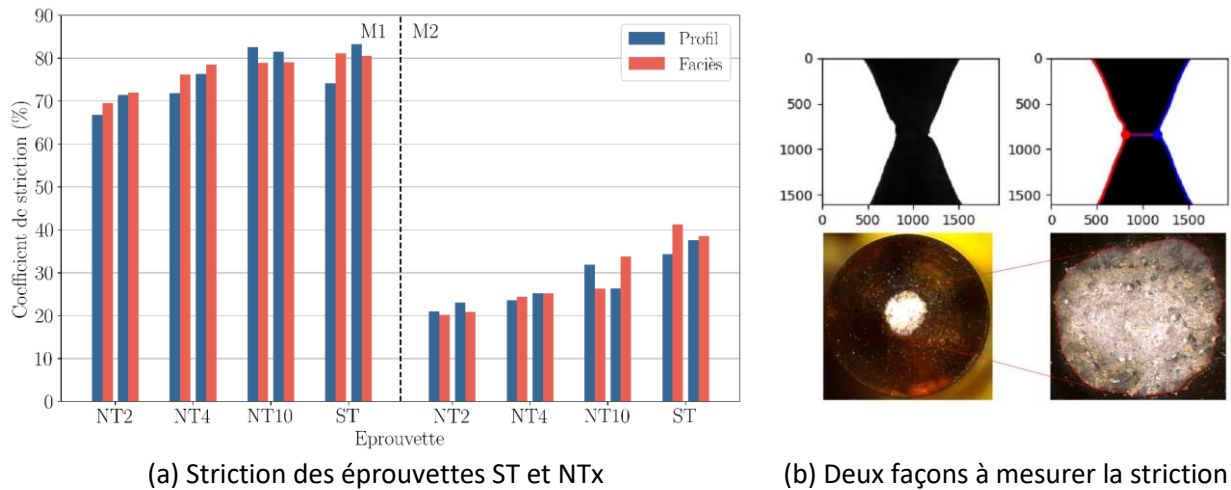 90
80
70
60
50
40
30
20
10
0
Coefficient de striction (%)
M1 M2
Profil
Faciès
NT2 NT4 NT10 ST NT2 NT4 NT10 ST
Eprouvette
0
500
1000
1500
0 500 1000 1500
0
500
1000
1500
0 500 1000 1500
(a) Striction des éprouvettes ST et NTx
(b) Deux façons à mesurer la striction